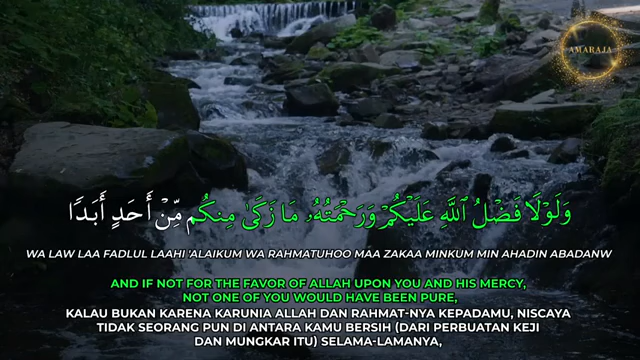 AMARAJA
وَلَوْلَا فَضْلُ ٱللَّهِ عَلَيْكُمْ وَرَحْمَتُهُۥ مَا زَكَىٰ مِنكُم مِّنْ أَحَدٍ أَبَدًا
WA LAW LAA FADLUL LAAHI 'ALAIKUM WA RAHMATUHOO MAA ZAKAA MINKUM MIN AHADIN ABADANW
AND IF NOT FOR THE FAVOR OF ALLAH UPON YOU AND HIS MERCY,
NOT ONE OF YOU WOULD HAVE BEEN PURE,
KALAU BUKAN KARENA KARUNIA ALLAH DAN RAHMAT-NYA KEPADAMU, NISCAYA
TIDAK SEORANG PUN DI ANTARA KAMU BERSIH (DARI PERBUATAN KEJI
DAN MUNGKAR ITU) SELAMA-LAMANYA,